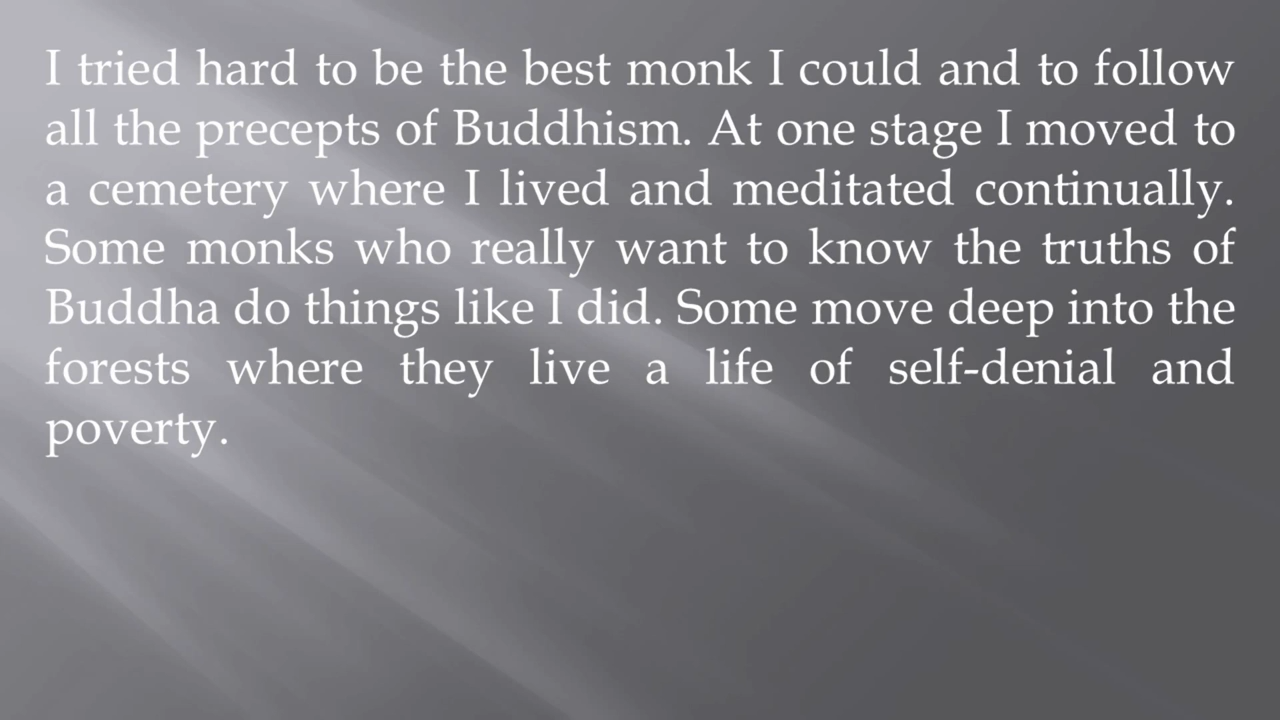 I tried hard to be the best monk I could and to follow
all the precepts of Buddhism. At one stage I moved to
a cemetery where I lived and meditated continually.
Some monks who really want to know the truths of
Buddha do things like I did. Some move deep into the
forests where they live a life of self-denial and
poverty.